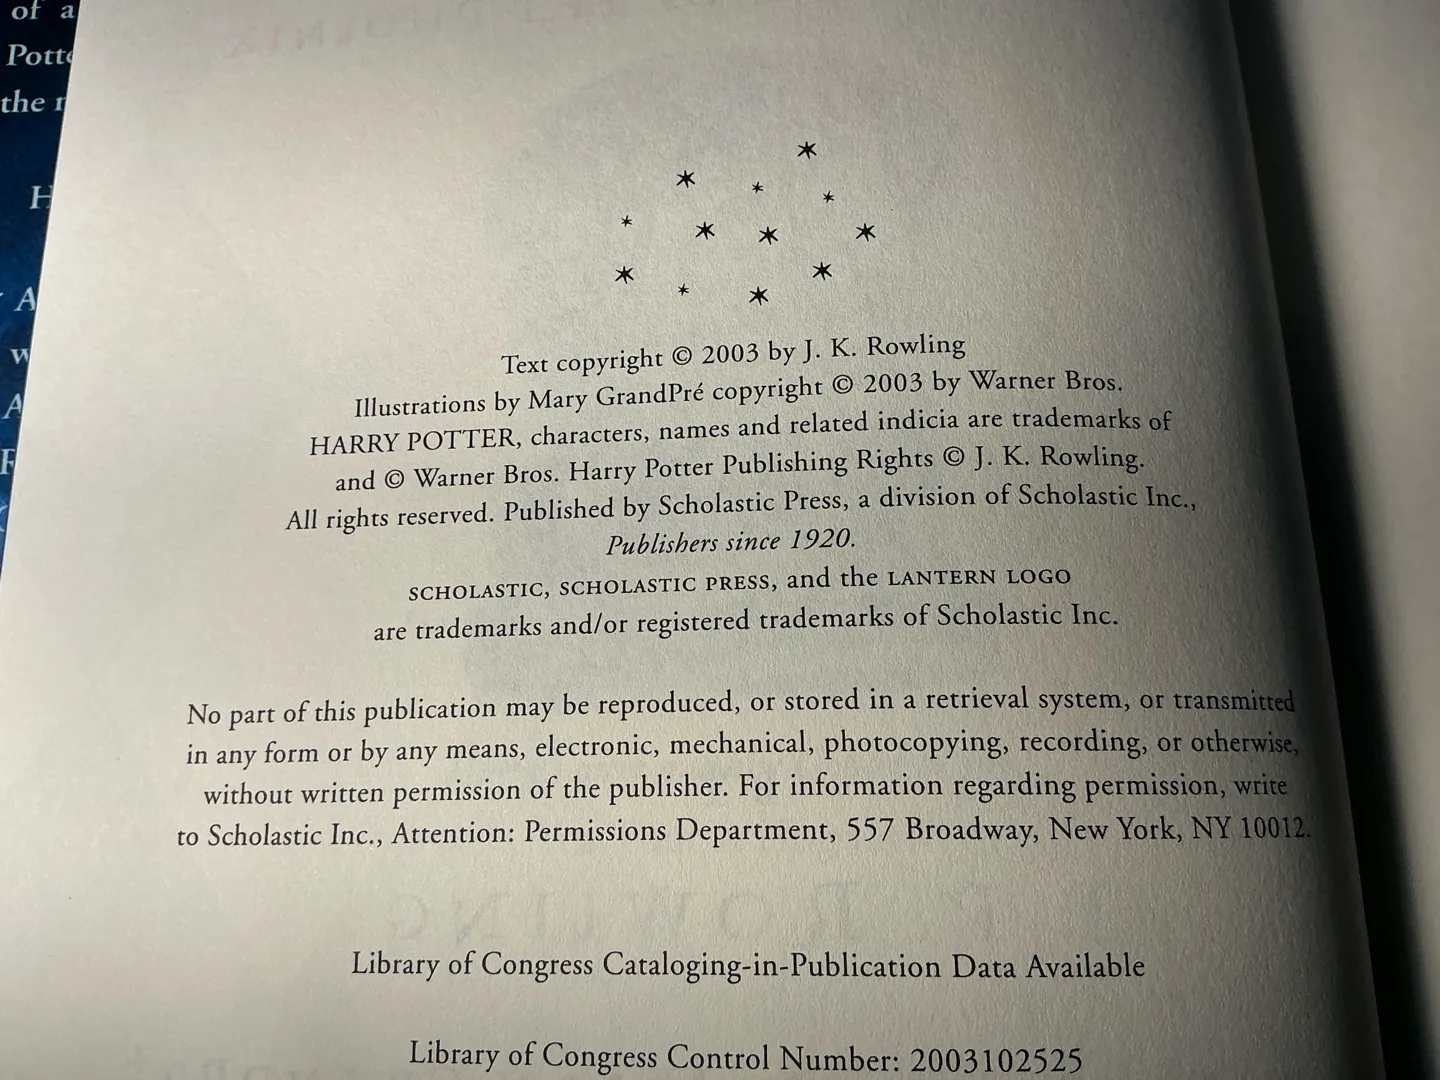 of a
the
Text copyright © 2003 by J. K. Rowling
Illustrations by Mary GrandPré copyright © 2003 by Warner Bros.
HARRY POTTER, characters, names and related indicia are trademarks of
and © Warner Bros. Harry Potter Publishing Rights © J. K. Rowling.
All rights reserved. Published by Scholastic Press, a division of Scholastic Inc.,
Publishers since 1920.
SCHOLASTIC, SCHOLASTIC PRESS, and the LANTERN LOGO
are trademarks and/or registered trademarks of Scholastic Inc.
No part of this publication may be reproduced, or stored in a retrieval system, or transmitted
in any form or by any means, electronic, mechanical, photocopying, recording, or otherwise,
without written permission of the publisher. For information regarding permission, write
to Scholastic Inc., Attention: Permissions Department, 557 Broadway, New York, NY 10012.
ROWLING
Library of Congress Cataloging-in-Publication Data Available
Library of Congress Control Number: 2003102525